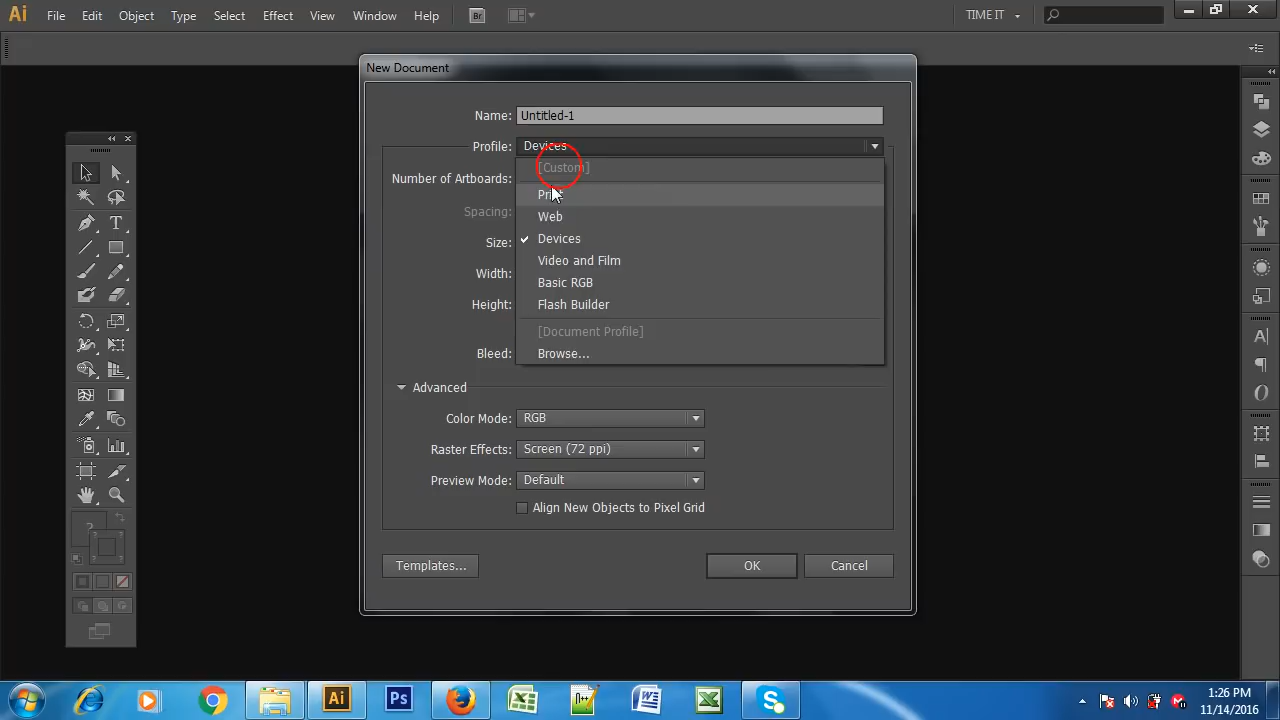 Ai File Edit Object Type Select Effect View Window Help Br TIME IT
New Document
Name: Untitled-1
Profile: Devices
[Custom]
Number of Artboards:
Print
Spacing:
Web
Size:
Devices
Video and Film
Width:
Basic RGB
Height:
Flash Builder
[Document Profile]
Bleed:
Browse...
Advanced
Color Mode: RGB
Raster Effects: Screen (72 ppi)
Preview Mode: Default
Align New Objects to Pixel Grid
Templates... OK Cancel
1:26 PM
11/14/2016